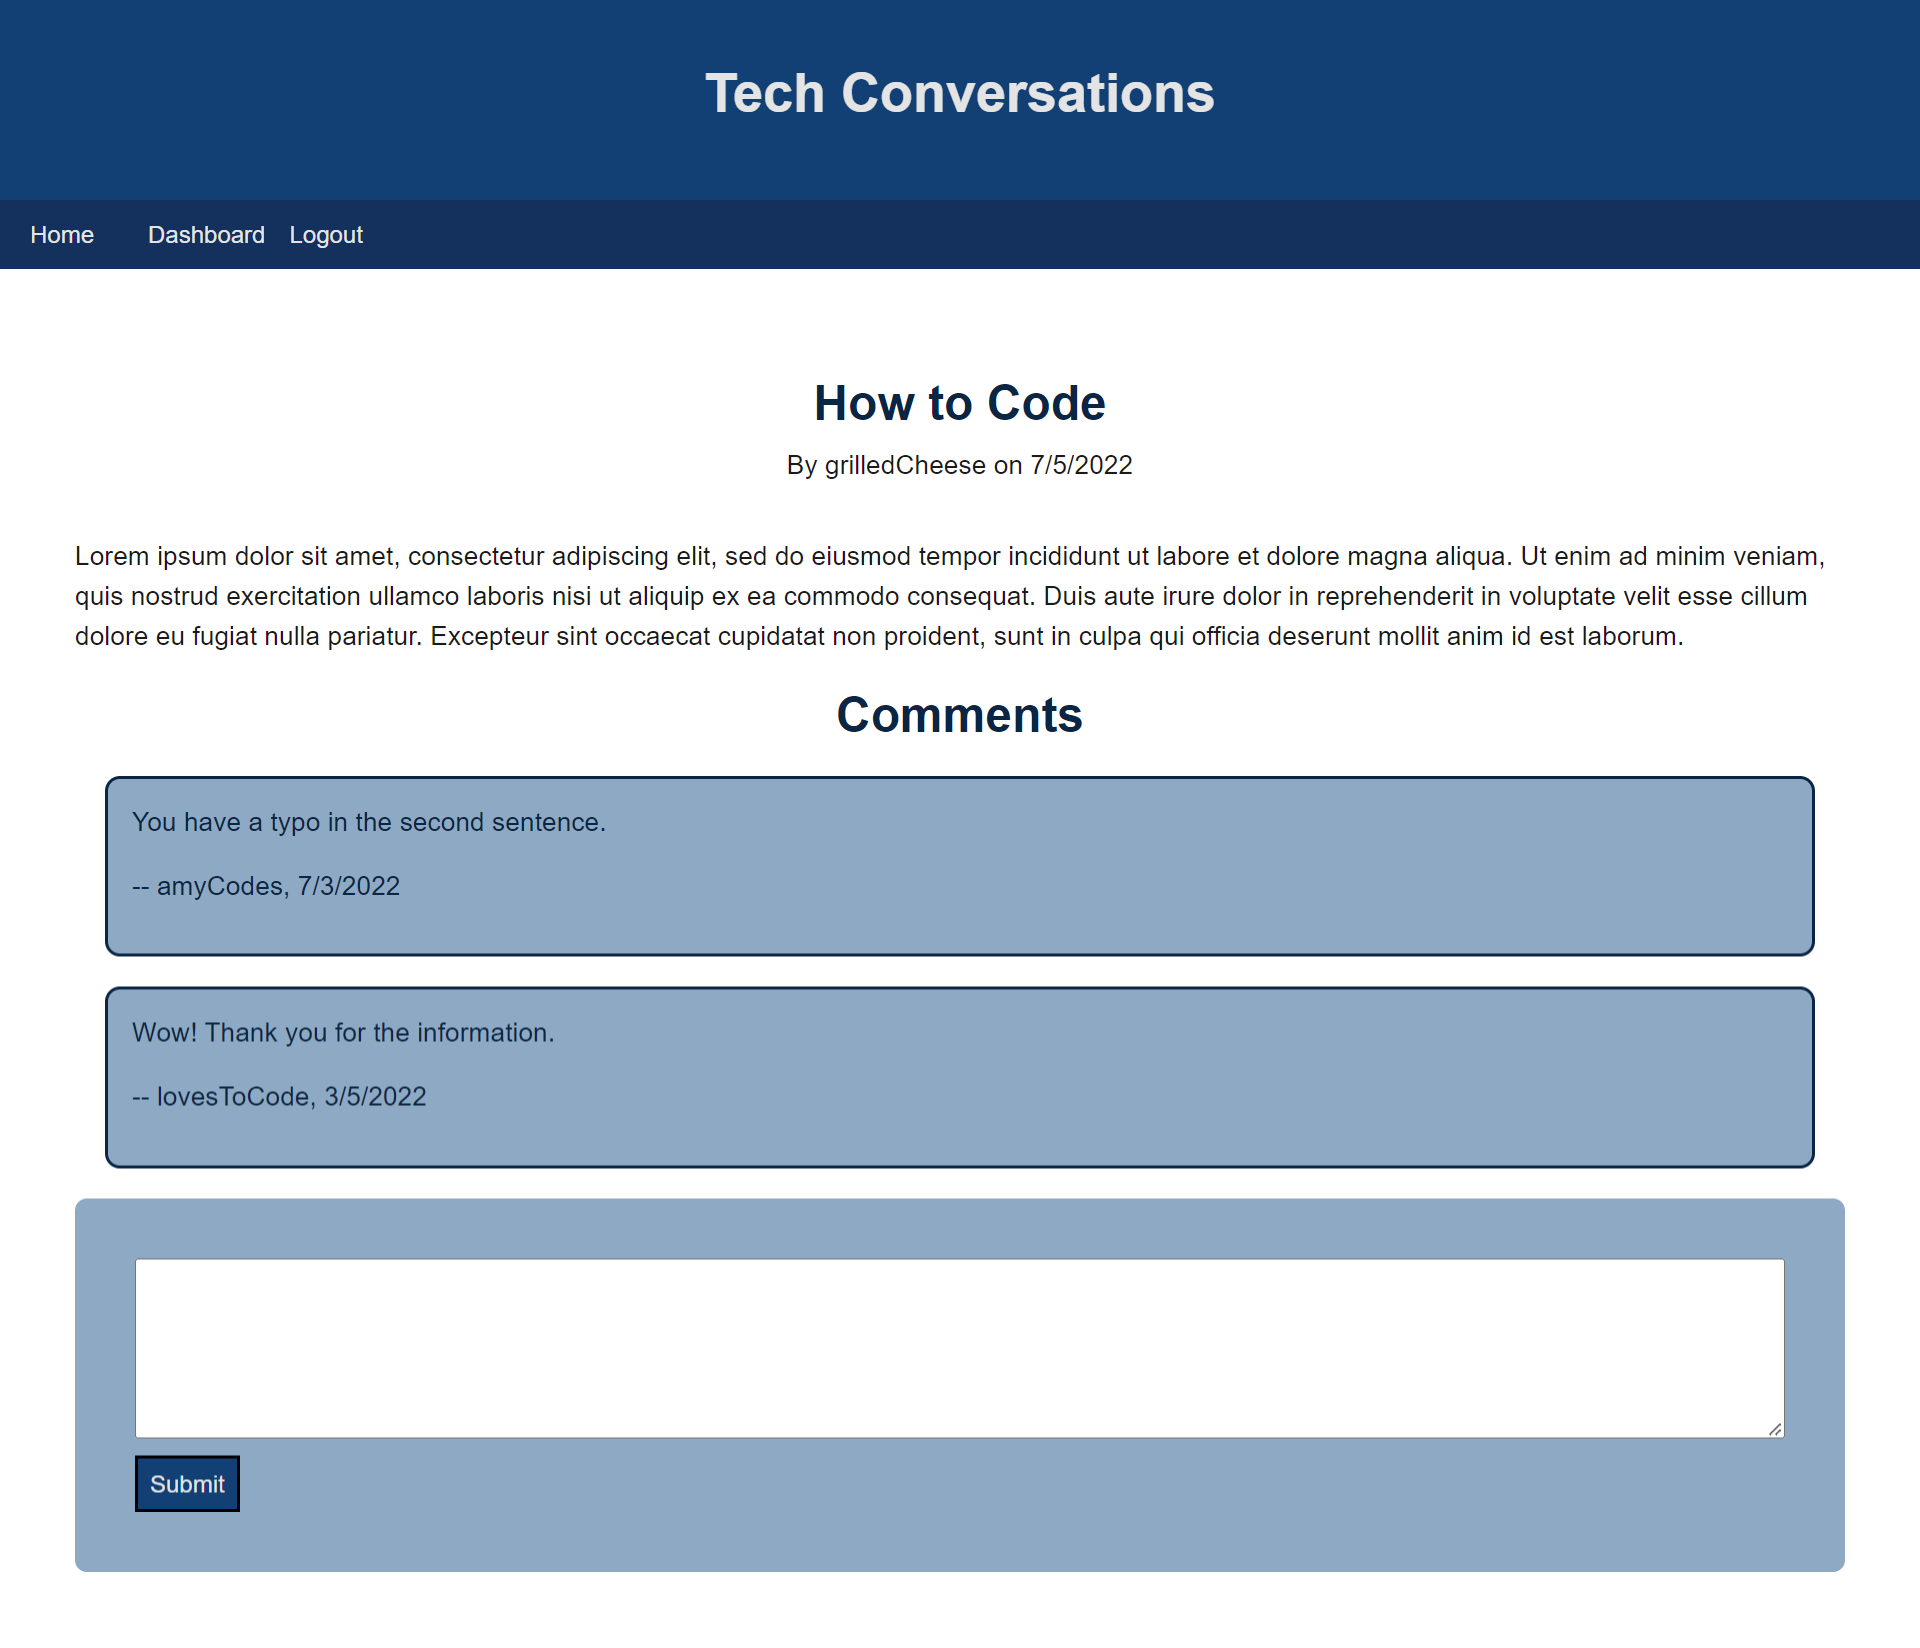 Tech Conversations
Home Dashboard Logout
How to Code
By grilledCheese on 7/5/2022
Lorem ipsum dolor sit amet, consectetur adipiscing elit, sed do eiusmod tempor incididunt ut labore et dolore magna aliqua. Ut enim ad minim veniam,
quis nostrud exercitation ullamco laboris nisi ut aliquip ex ea commodo consequat. Duis aute irure dolor in reprehenderit in voluptate velit esse cillum
dolore eu fugiat nulla pariatur. Excepteur sint occaecat cupidatat non proident, sunt in culpa qui officia deserunt mollit anim id est laborum.
Comments
You have a typo in the second sentence.
-- amyCodes, 7/3/2022
Wow! Thank you for the information.
-- lovesToCode, 3/5/2022
Submit